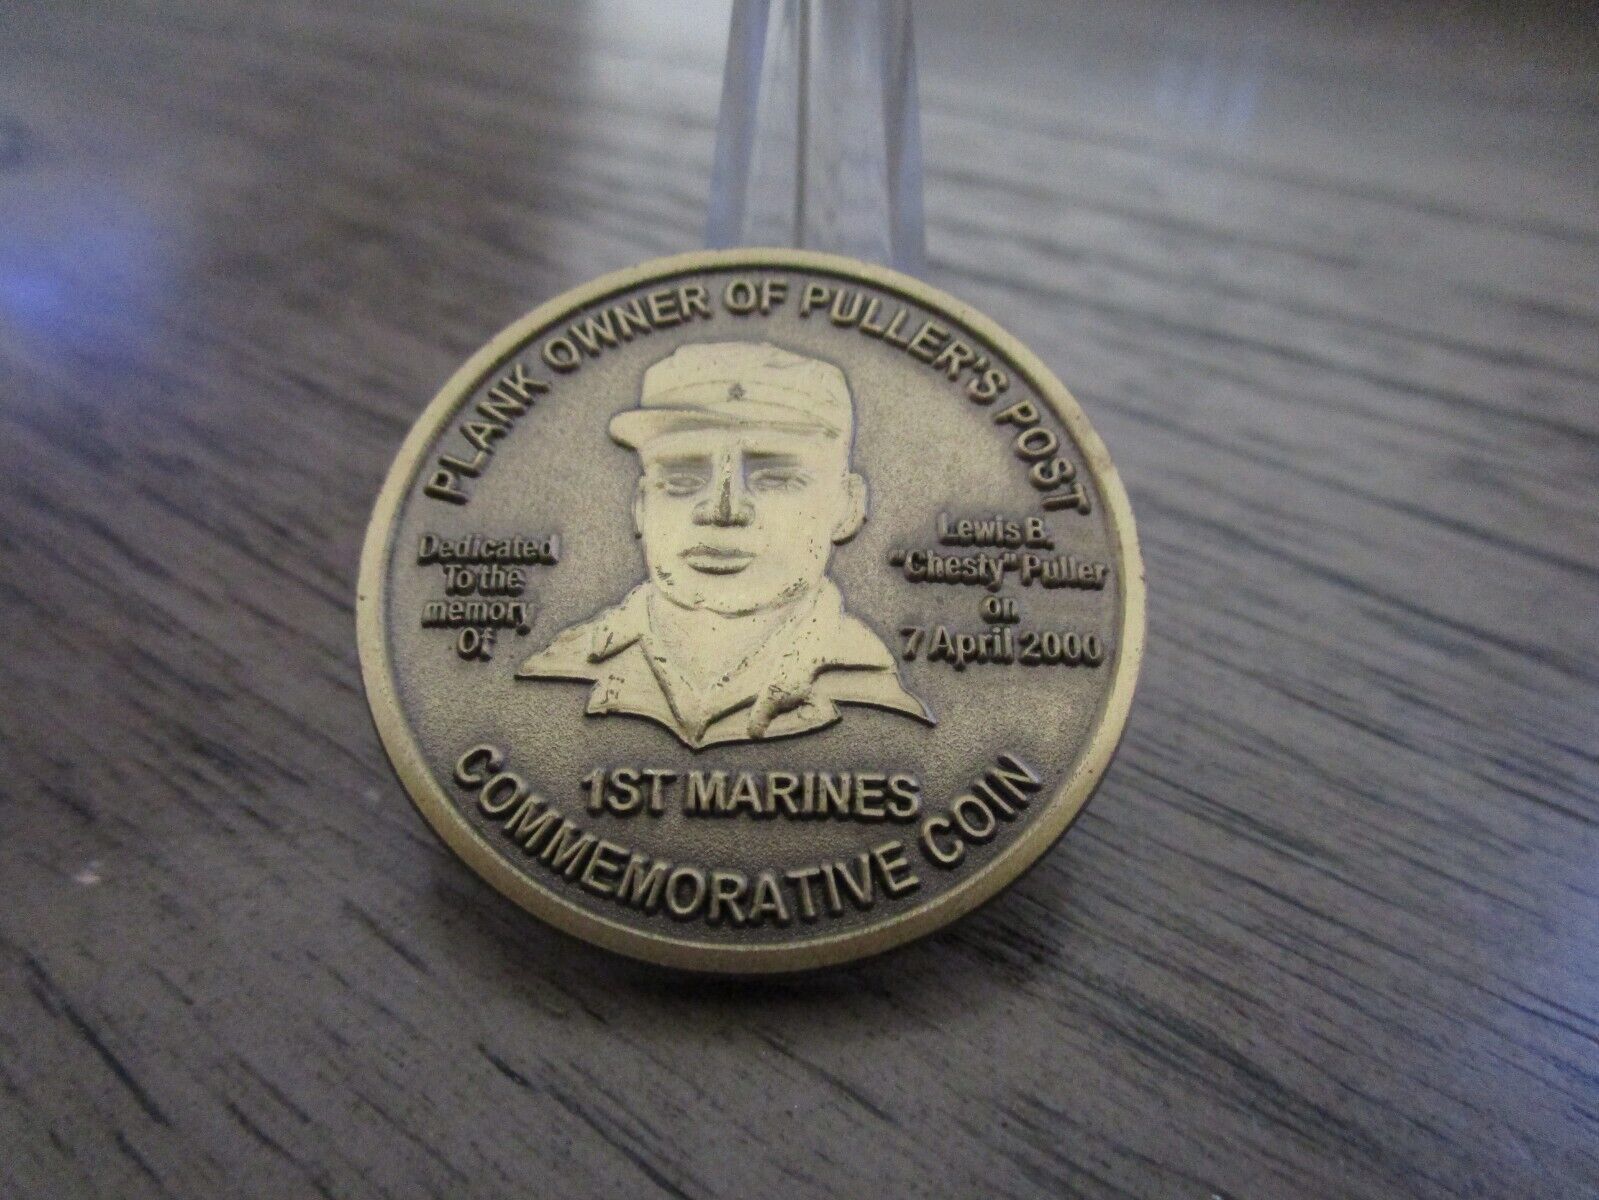 PLANK OWNER OF PULLER'S POST
Dedicated
To the
memory
Of:
Lewis B.
"Chesty" Puller
on
7 April 2000
1ST MARINES
COMMEMORATIVE COIN